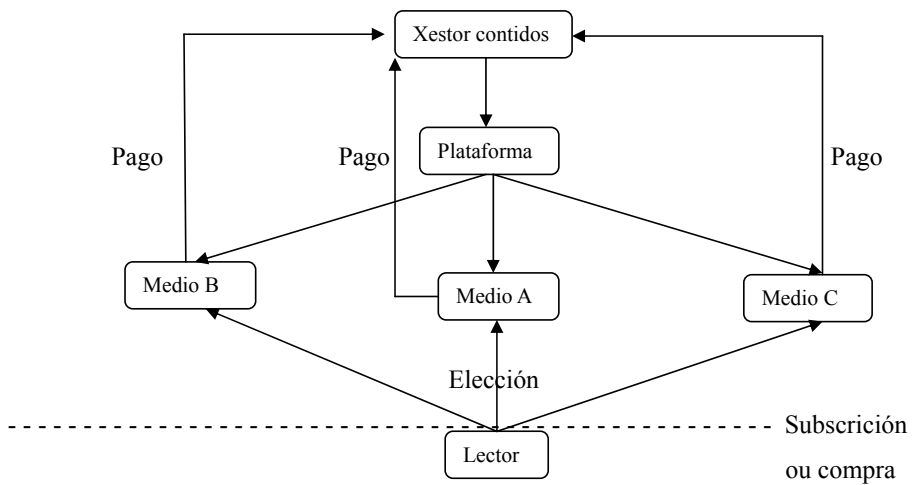 Xestor contidos
Pago
Pago
Plataforma
Pago
Medio B
Medio A
Medio C
Elección
Lector
Subscrición
ou compra